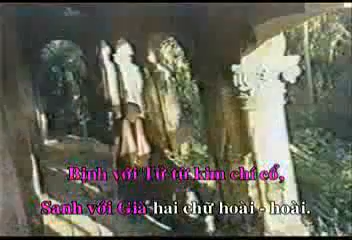 Bịnh với Tử từ kim chí cổ,
Sanh với Già hai chữ hoài - hoài.